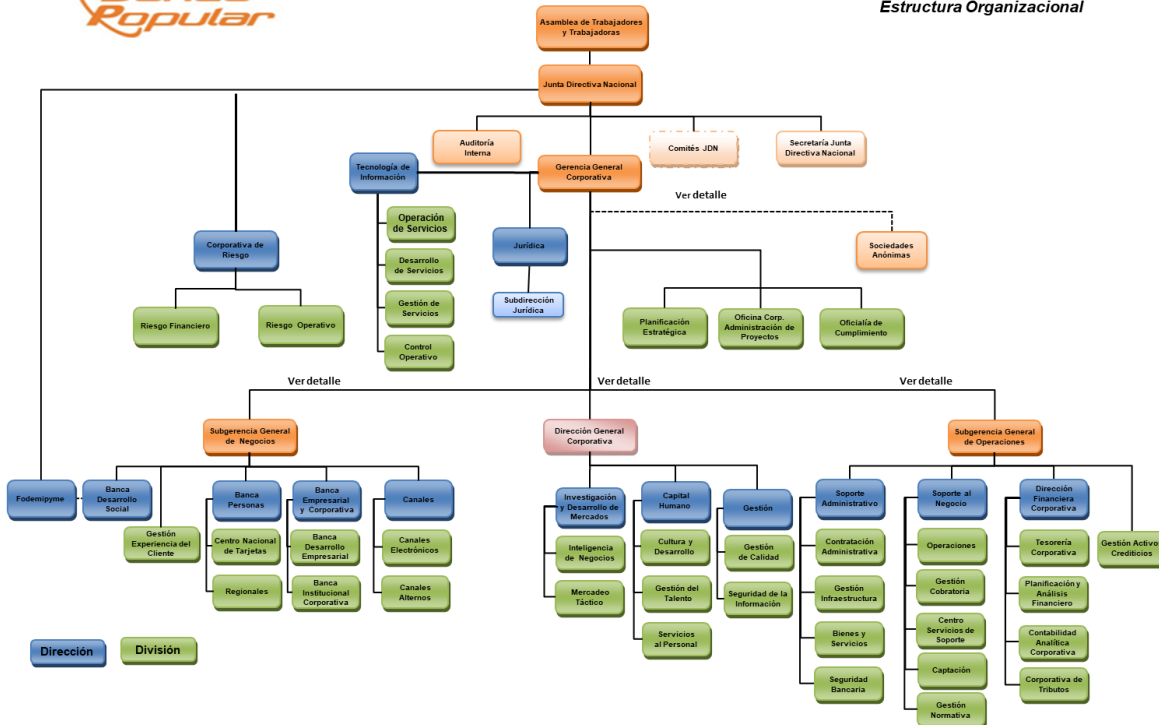 Popular
Estructura Organizacional
Asamblea de Trabajadores
y Trabajadoras
Junta Directiva Nacional
Auditoría
Interna
Comités JDN
Secretaría Junta
Directiva Nacional
Tecnología de
Información
Gerencia General
Corporativa
Ver detalle
Operación
de Servicios
Corporativa de
Riesgo
Jurídica
Sociedades
Anónimas
Desarrollo
de Servicios
Gestión de
Servicios
Subdirección
Jurídica
Riesgo Financiero
Riesgo Operativo
Planificación
Estratégica
Oficina Corp.
Administración de
Proyectos
Oficialía de
Cumplimiento
Control
Operativo
Ver detalle
Ver detalle
Ver detalle
Subgerencia General
de Negocios
Dirección General
Corporativa
Subgerencia General
de Operaciones
Fodemipyme
Banca
Desarrollo
Social
Banca
Personas
Banca
Empresarial
y Corporativa
Canales
Investigación
y Desarrollo de
Mercados
Capital
Humano
Gestión
Soporte
Administrativo
Soporte al
Negocio
Dirección
Financiera
Corporativa
Gestión
Experiencia del
Cliente
Centro Nacional
de Tarjetas
Banca
Desarrollo
Empresarial
Canales
Electrónicos
Inteligencia
de Negocios
Cultura y
Desarrollo
Gestión
de Calidad
Contratación
Administrativa
Operaciones
Tesorería
Corporativa
Gestión Activos
Crediticios
Regionales
Banca
Institucional
Corporativa
Canales
Alternos
Mercadeo
Táctico
Gestión del
Talento
Seguridad de la
Información
Gestión
Infraestructura
Gestión
Cobratoria
Planificación y
Análisis
Financiero
Servicios
al Personal
Bienes y
Servicios
Centro
Servicios de
Soporte
Contabilidad
Analítica
Corporativa
Seguridad
Bancaria
Captación
Corporativa de
Tributos
Gestión
Normativa
Dirección
División